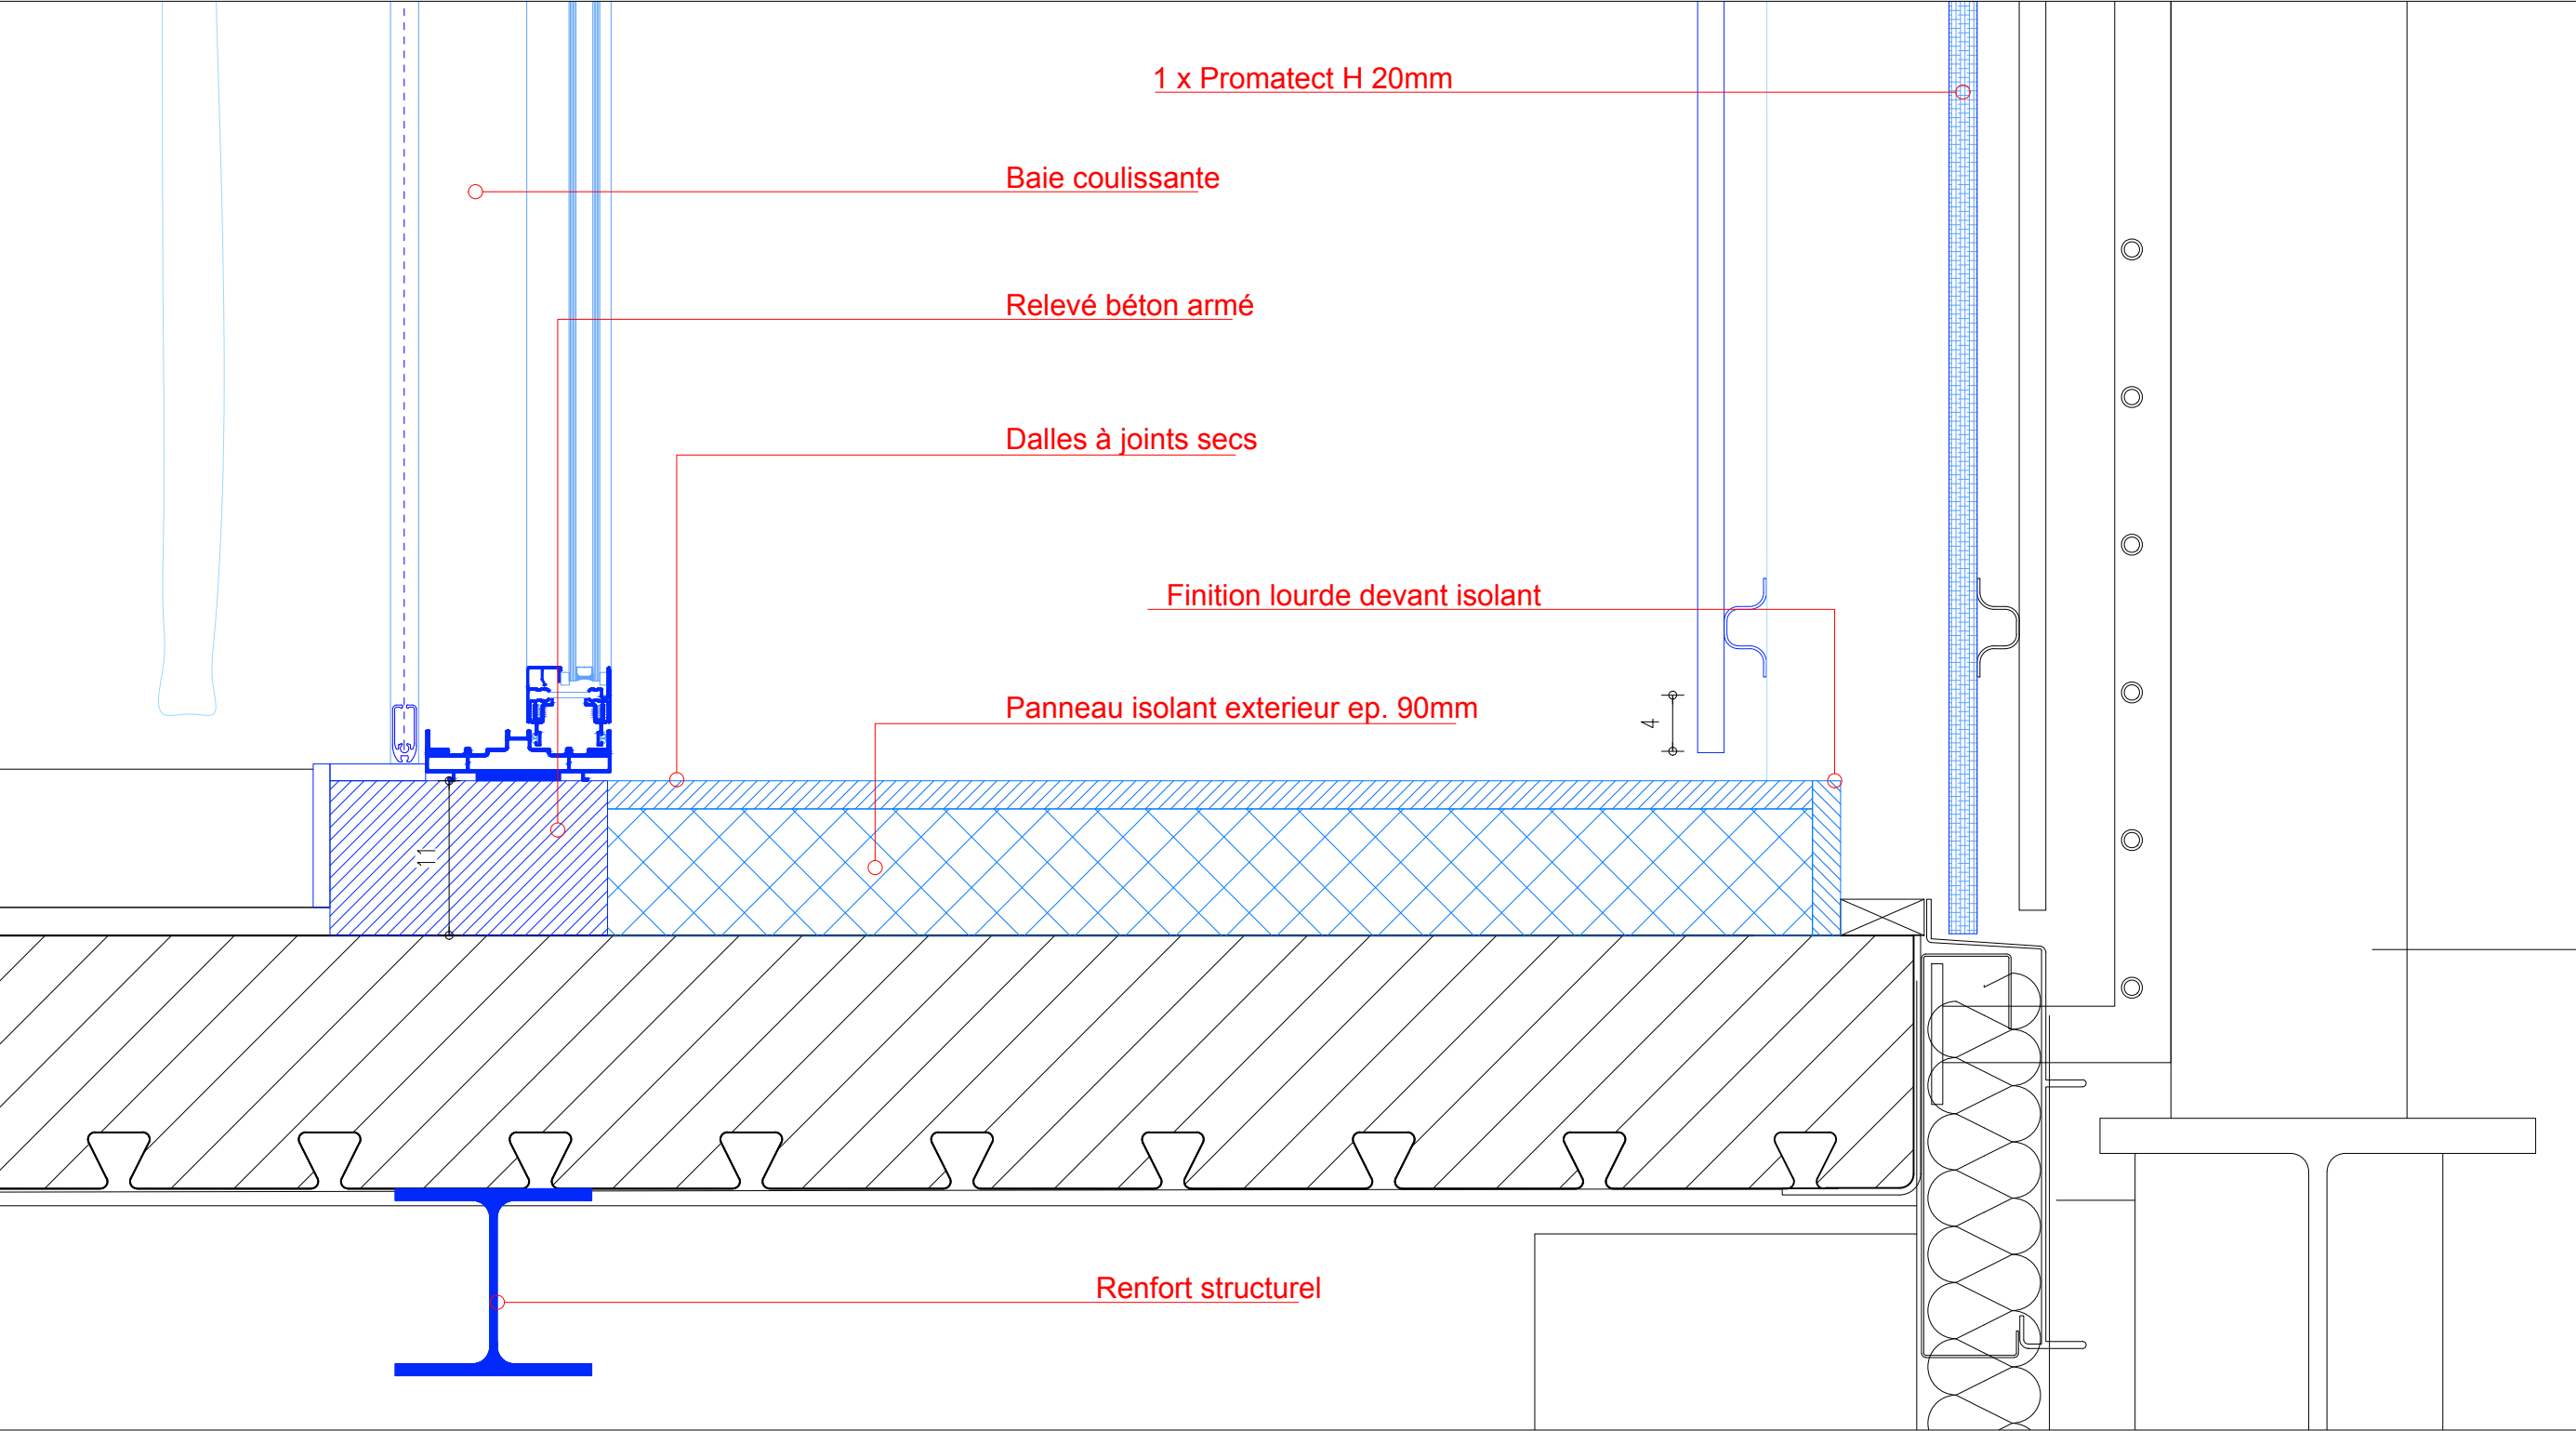 1 x Promatect H 20mm
Baie coulissante
Relevé béton armé
Dalles à joints secs
Finition lourde devant isolant
Panneau isolant exterieur ep. 90mm
4
11
Renfort structurel